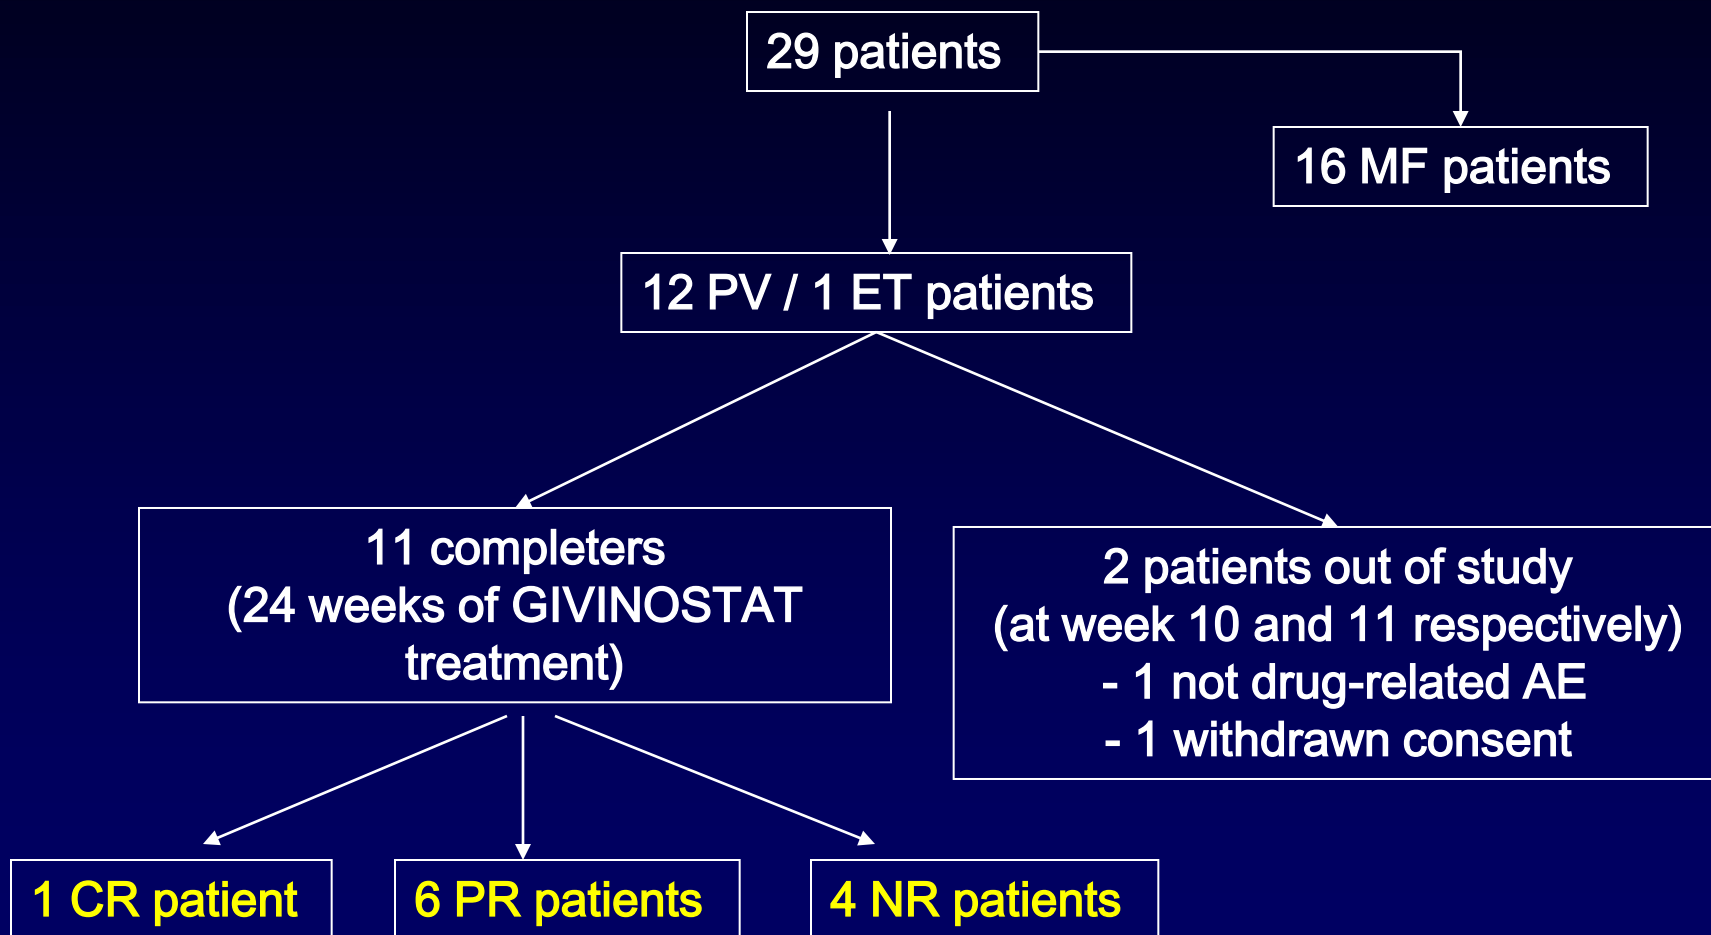 29 patients
16 MF patients
12 PV / 1 ET patients
11 completers
(24 weeks of GIVINOSTAT
treatment)
2 patients out of study
(at week 10 and 11 respectively)
- 1 not drug-related AE
- 1 withdrawn consent
1 CR patient
6 PR patients
4 NR patients